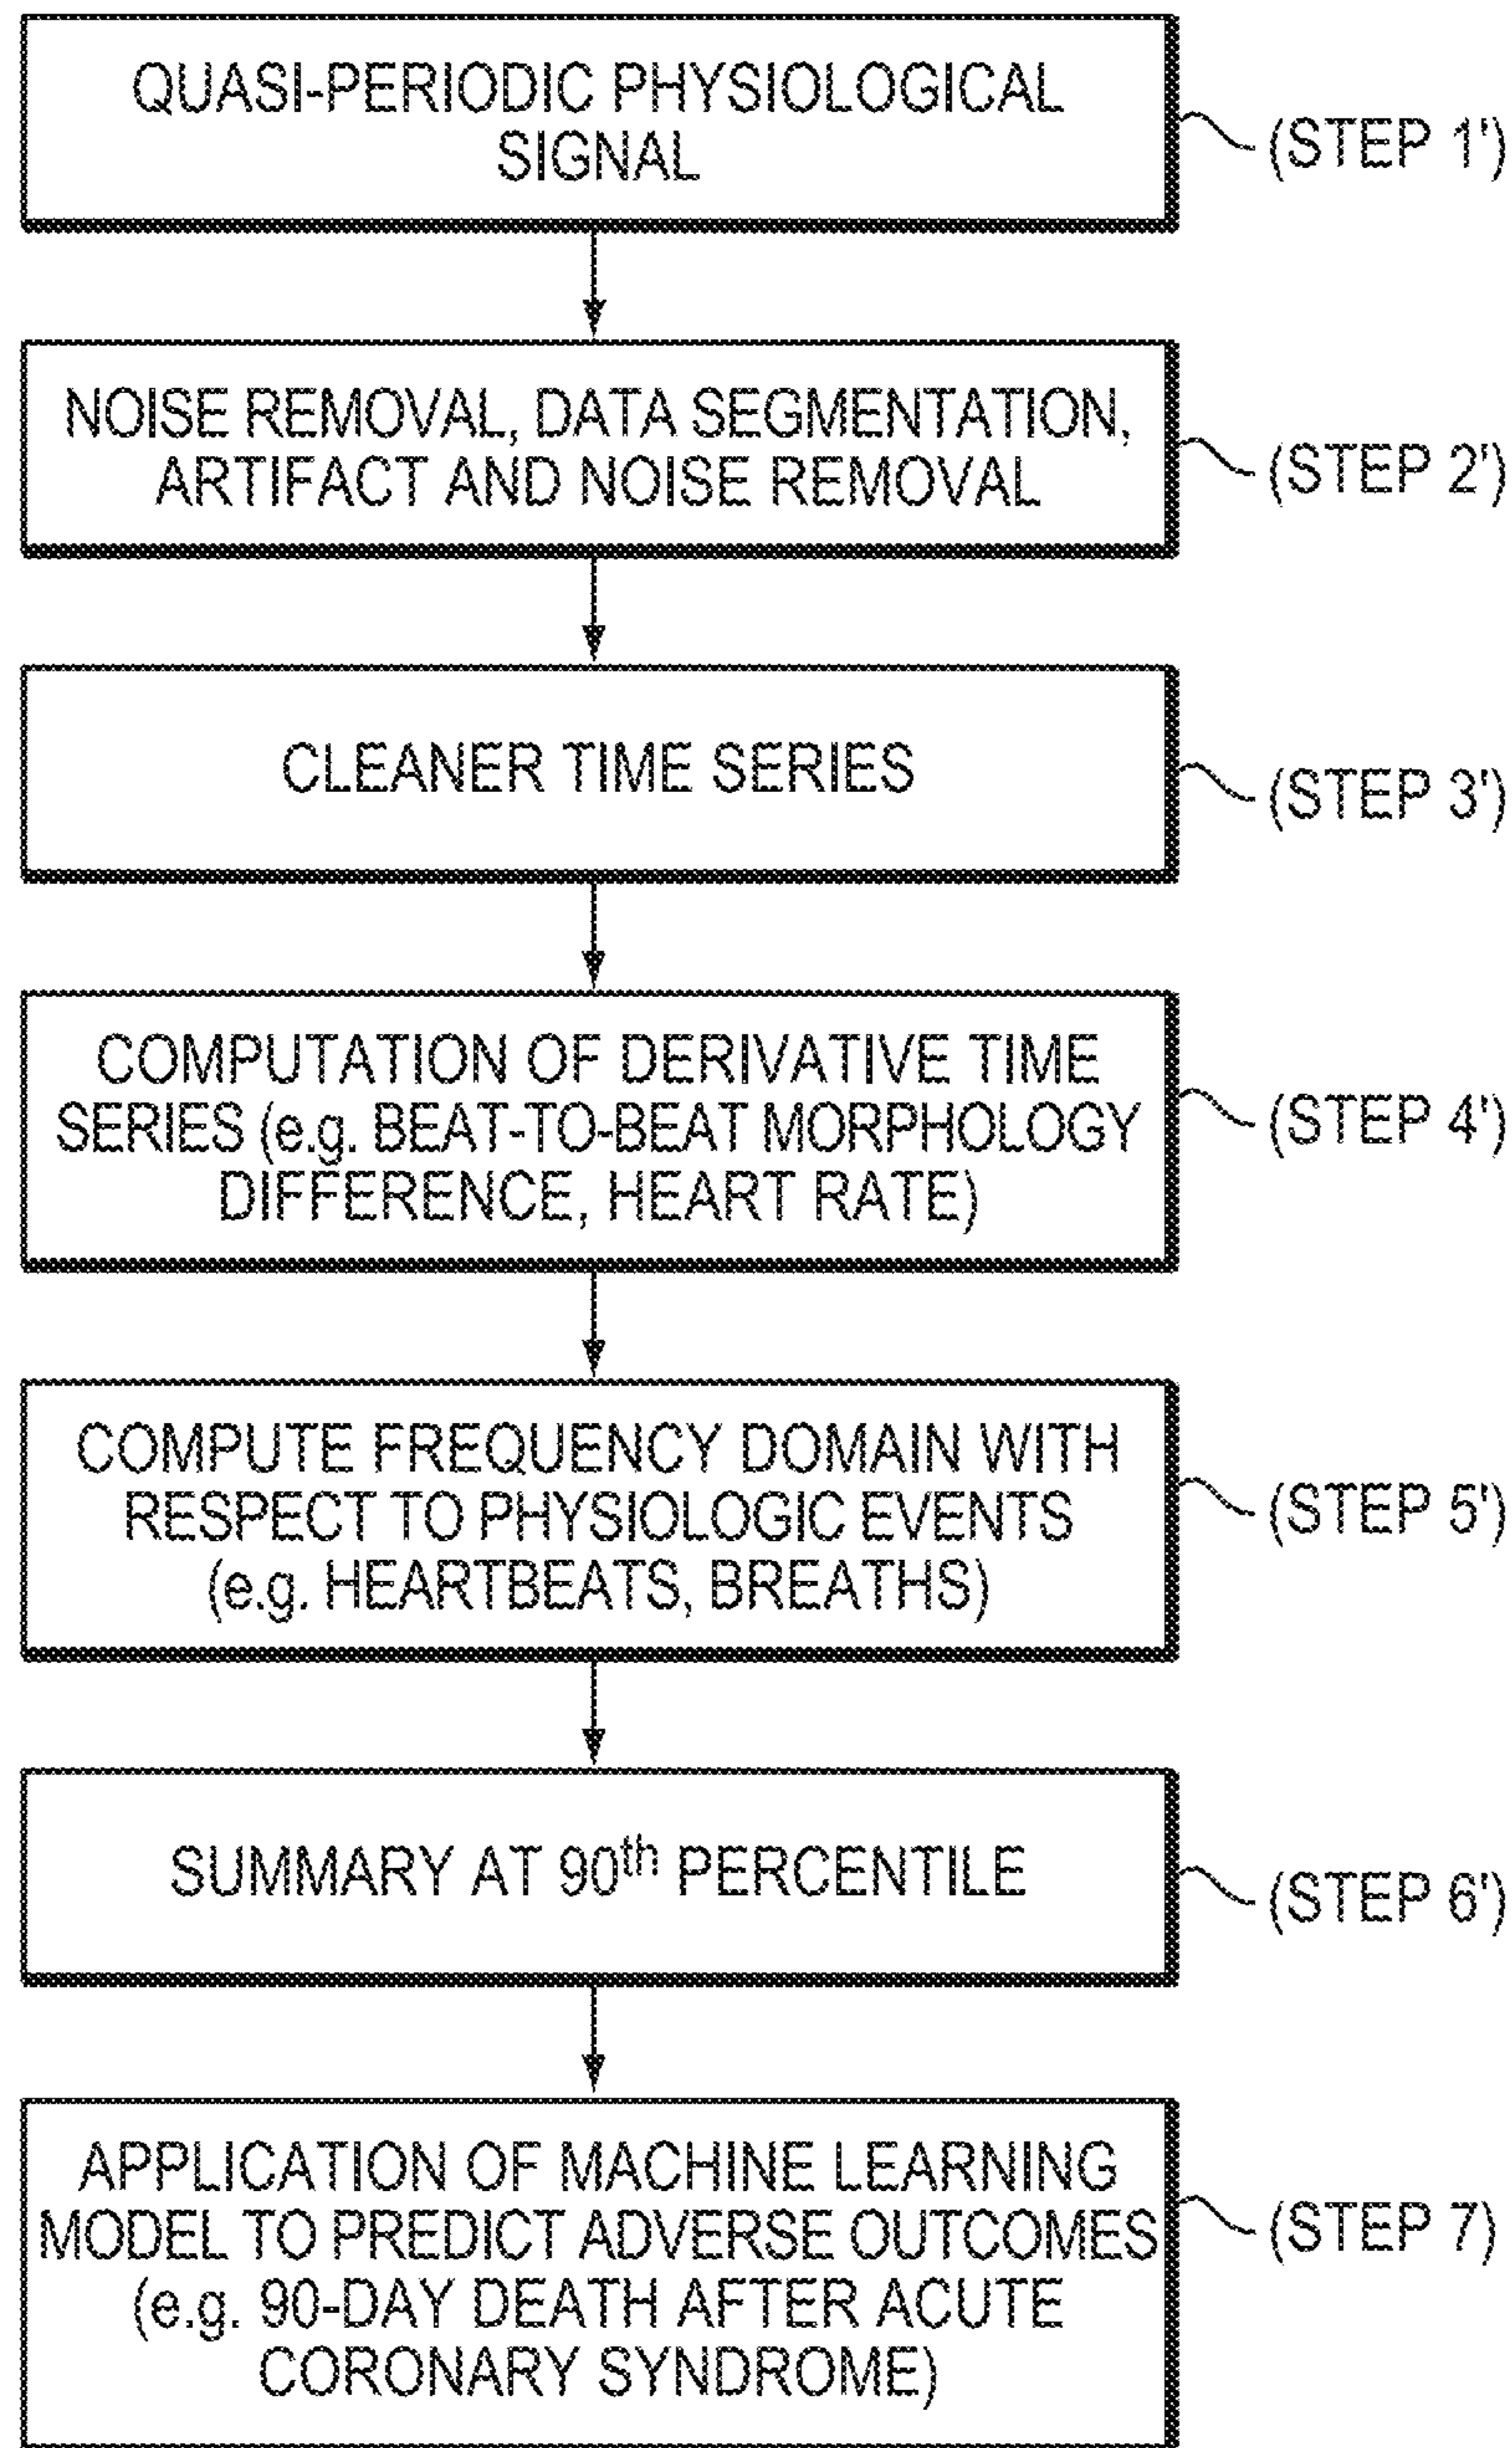 QUASI-PERIODIC PHYSIOLOGICAL
SIGNAL
(STEP 1')
NOISE REMOVAL, DATA SEGMENTATION,
ARTIFACT AND NOISE REMOVAL
(STEP 2')
CLEANER TIME SERIES
(STEP 3')
COMPUTATION OF DERIVATIVE TIME
SERIES (e.g. BEAT-TO-BEAT MORPHOLOGY
DIFFERENCE, HEART RATE)
(STEP 4')
COMPUTE FREQUENCY DOMAIN WITH
RESPECT TO PHYSIOLOGIC EVENTS
(e.g. HEARTBEATS, BREATHS)
(STEP 5')
SUMMARY AT 90th PERCENTILE
(STEP 6')
APPLICATION OF MACHINE LEARNING
MODEL TO PREDICT ADVERSE OUTCOMES
(e.g. 90-DAY DEATH AFTER ACUTE
CORONARY SYNDROME)
(STEP 7)